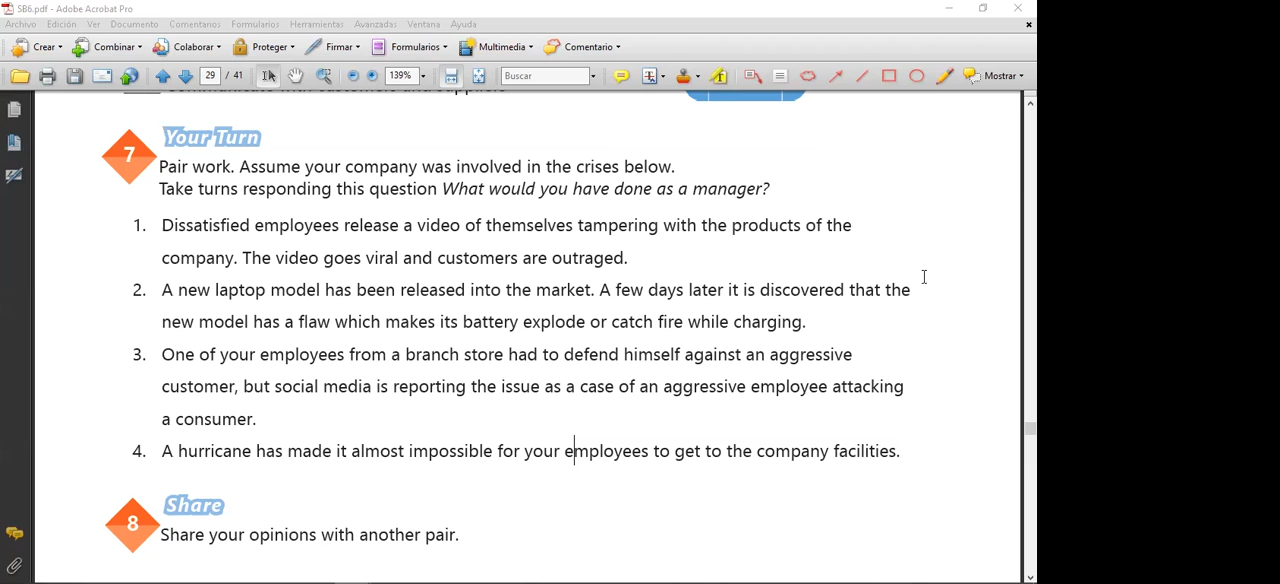 SB6.pdf - Adobe Acrobat Pro
Archivo Edición Ver Documento Comentarios Formularios Herramientas Avanzadas Ventana Ayuda
Crear Combinar Colaborar Proteger Firmar Formularios Multimedia Comentario
29 / 41 139% Buscar Mostrar
Communicate with customers and suppliers
7 Your Turn
Pair work. Assume your company was involved in the crises below.
Take turns responding this question What would you have done as a manager?
1. Dissatisfied employees release a video of themselves tampering with the products of the
company. The video goes viral and customers are outraged.
2. A new laptop model has been released into the market. A few days later it is discovered that the
new model has a flaw which makes its battery explode or catch fire while charging.
3. One of your employees from a branch store had to defend himself against an aggressive
customer, but social media is reporting the issue as a case of an aggressive employee attacking
a consumer.
4. A hurricane has made it almost impossible for your employees to get to the company facilities.
8 Share
Share your opinions with another pair.